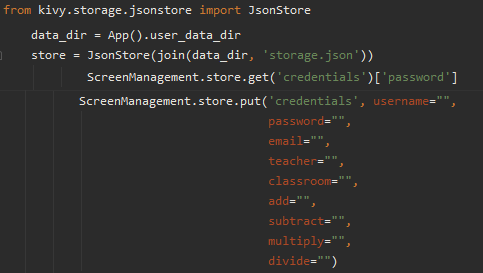 from kivy.storage.jsonstore import JsonStore
data_dir = App().user_data_dir
store = JsonStore(join(data_dir, 'storage.json'))
ScreenManagement.store.get('credentials')['password']
ScreenManagement.store.put('credentials', username="",
password="",
email="",
teacher="",
classroom="",
add="",
subtract="",
multiply="",
divide="")